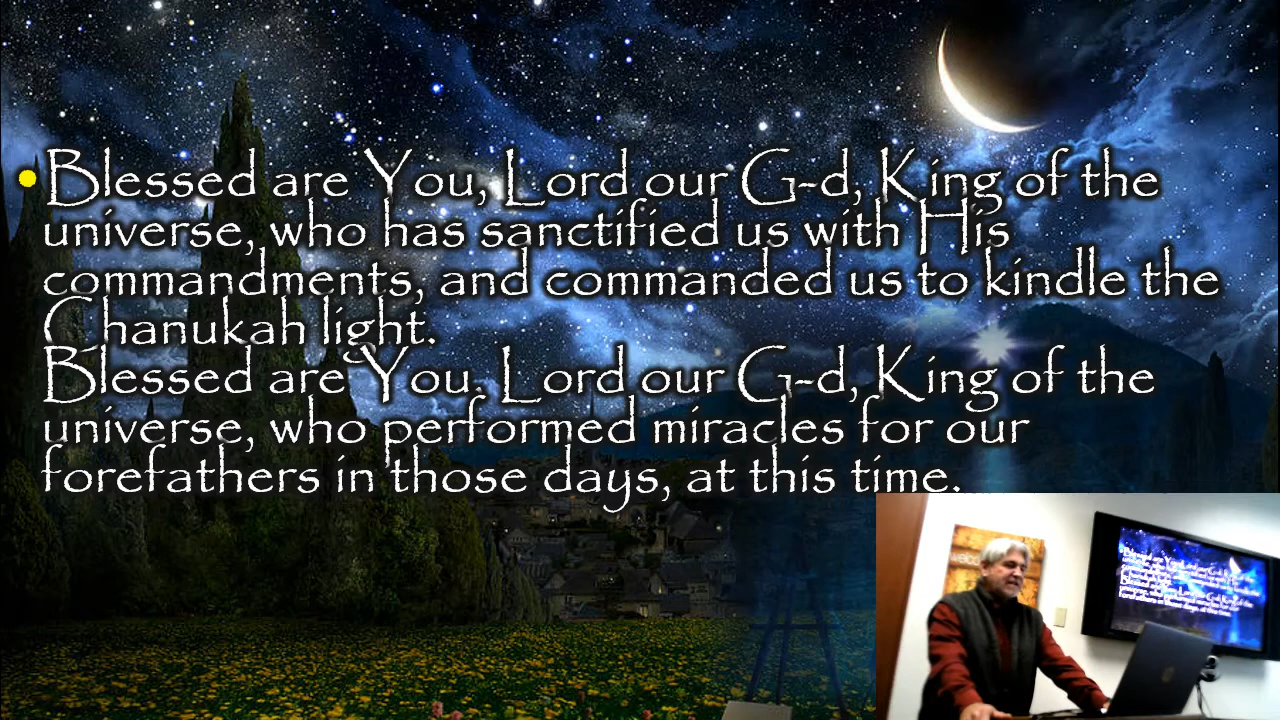 • Blessed are You, Lord our G-d, King of the
universe, who has sanctified us with His
commandments, and commanded us to kindle the
Chanukah light.
Blessed are You, Lord our G-d, King of the
universe, who performed miracles for our
forefathers in those days, at this time.